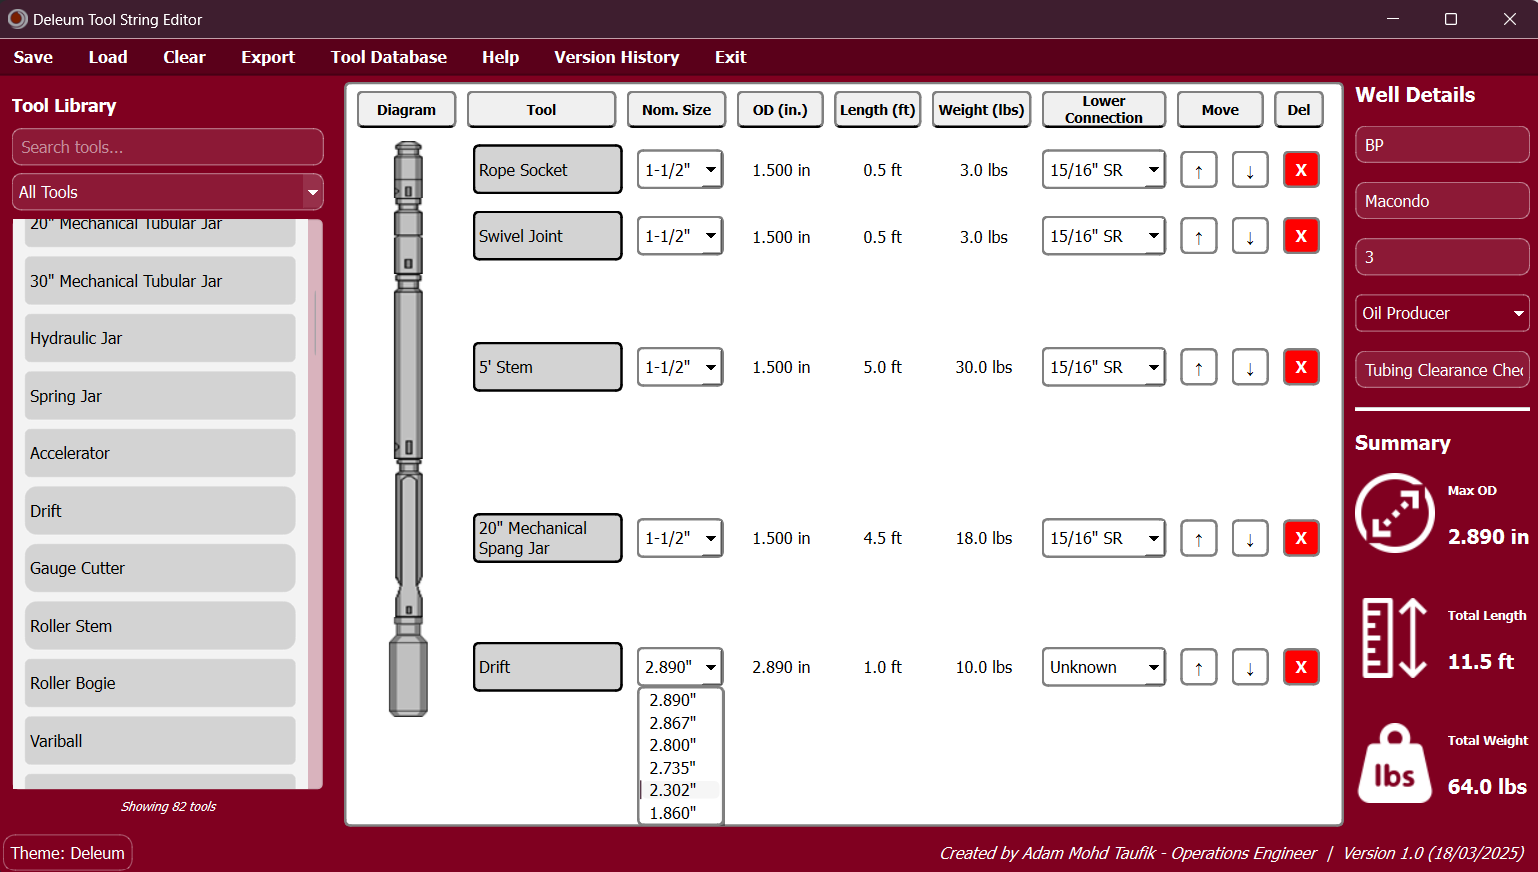 Deleum Tool String Editor
Save Load Clear Export Tool Database Help Version History Exit
Tool Library
Search tools...
All Tools
20" Mechanical Tubular Jar
30" Mechanical Tubular Jar
Hydraulic Jar
Spring Jar
Accelerator
Drift
Gauge Cutter
Roller Stem
Roller Bogie
Variball
Showing 82 tools
Theme: Deleum
Diagram Tool Nom. Size OD (in.) Length (ft) Weight (lbs) Lower Connection Move Del
Rope Socket 1-1/2" 1.500 in 0.5 ft 3.0 lbs 15/16" SR ↑ ↓ X
Swivel Joint 1-1/2" 1.500 in 0.5 ft 3.0 lbs 15/16" SR ↑ ↓ X
5' Stem 1-1/2" 1.500 in 5.0 ft 30.0 lbs 15/16" SR ↑ ↓ X
20" Mechanical Spang Jar 1-1/2" 1.500 in 4.5 ft 18.0 lbs 15/16" SR ↑ ↓ X
Drift 2.890" 2.890 in 1.0 ft 10.0 lbs Unknown ↑ ↓ X
2.890"
2.867"
2.800"
2.735"
2.302"
1.860"
Well Details
BP
Macondo
3
Oil Producer
Tubing Clearance Chec
Summary
Max OD
2.890 in
Total Length
11.5 ft
lbs
Total Weight
64.0 lbs
Created by Adam Mohd Taufik - Operations Engineer | Version 1.0 (18/03/2025)